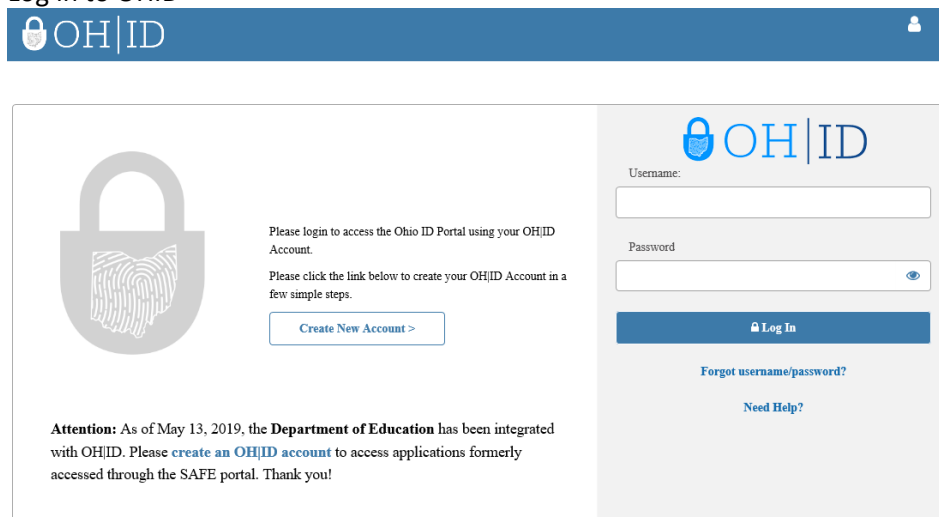 Log in to OHID
OH|ID
OH|ID
Username:
Please login to access the Ohio ID Portal using your OH|ID
Account.
Please click the link below to create your OH|ID Account in a
few simple steps.
Create New Account >
Password
Log In
Forgot username/password?
Need Help?
Attention: As of May 13, 2019, the Department of Education has been integrated
with OH|ID. Please create an OH|ID account to access applications formerly
accessed through the SAFE portal. Thank you!